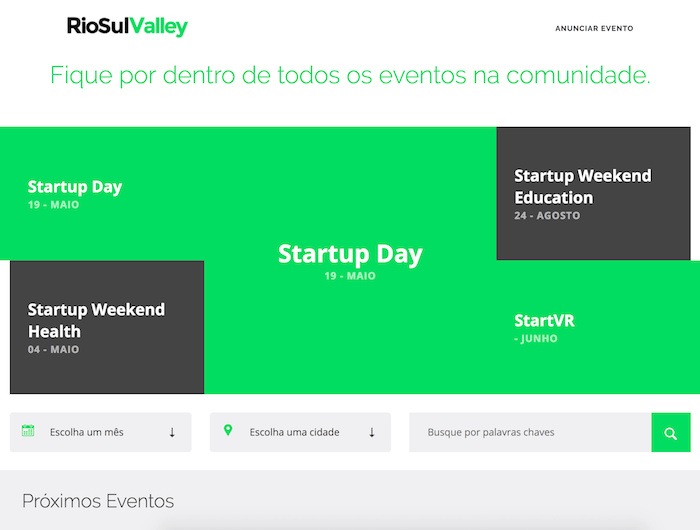 RioSulValley
ANUNCIAR EVENTO
Fique por dentro de todos os eventos na comunidade.
Startup Day
19 - MAIO
Startup Weekend
Health
04 - MAIO
Startup Day
19 - MAIO
Startup Weekend
Education
24 - AGOSTO
StartVR
- JUNHO
Escolha um mês
Escolha uma cidade
Busque por palavras chaves
Próximos Eventos